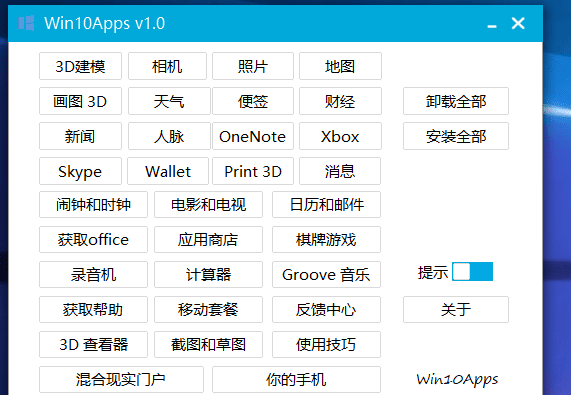 Win10Apps v1.0
3D建模 相机 照片 地图
画图 3D 天气 便签 财经 卸载全部
新闻 人脉 OneNote Xbox 安装全部
Skype Wallet Print 3D 消息
闹钟和时钟 电影和电视 日历和邮件
获取office 应用商店 棋牌游戏
录音机 计算器 Groove 音乐 提示
获取帮助 移动套餐 反馈中心 关于
3D 查看器 截图和草图 使用技巧
混合现实门户 你的手机 Win10Apps